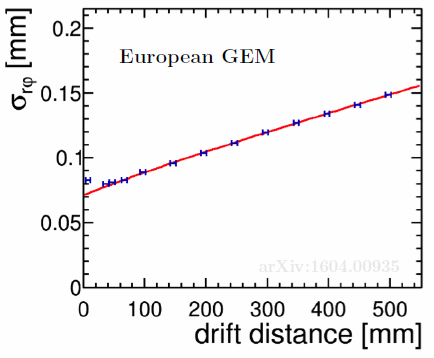 σrφ [mm]
0.2
European GEM
0.15
0.1
0.05
arXiv:1604.00935
0
0 100 200 300 400 500
drift distance [mm]